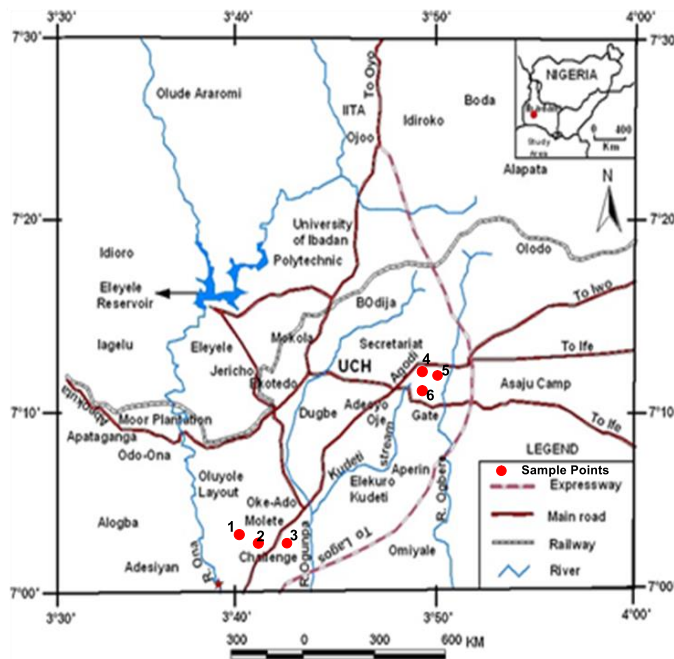 3°30' 3°40' 3°50' 4°00'
7°30' 7°30'
NIGERIA
Ibadan
0 400
Km
Study
Area
Olude Araromi
IITA
Ojoo
To Oyo
Boda
Idiroko
Alapata
N
7°20' 7°20'
University
of Ibadan
Polytechnic
Olodo
Idioro
Eleyele
Reservoir
BOdija
To Iwo
Iagelu
Eleyele
Mokola
Secretariat
To Ife
Jericho
Ekotedo
UCH
Agodi
4
5
6
Asaju Camp
Abeokuta
Moor Plantation
Dugbe
Adeoyo
Oje
Gate
To Ife
7°10' 7°10'
Apataganga
Odo-Ona
Kudeti
stream
Aperin
Oluyole
Layout
Elekuro
Kudeti
R. Ogbere
Oke-Ado
Molete
Alogba
1
2
3
Challenge
R. Ogunpa
To Lagos
Omiyale
Adesiyan
R. Ona
LEGEND
Sample Points
Expressway
Main road
Railway
River
7°00' 7°00'
3°30' 3°40' 3°50' 4°00'
300 0 300 600 KM